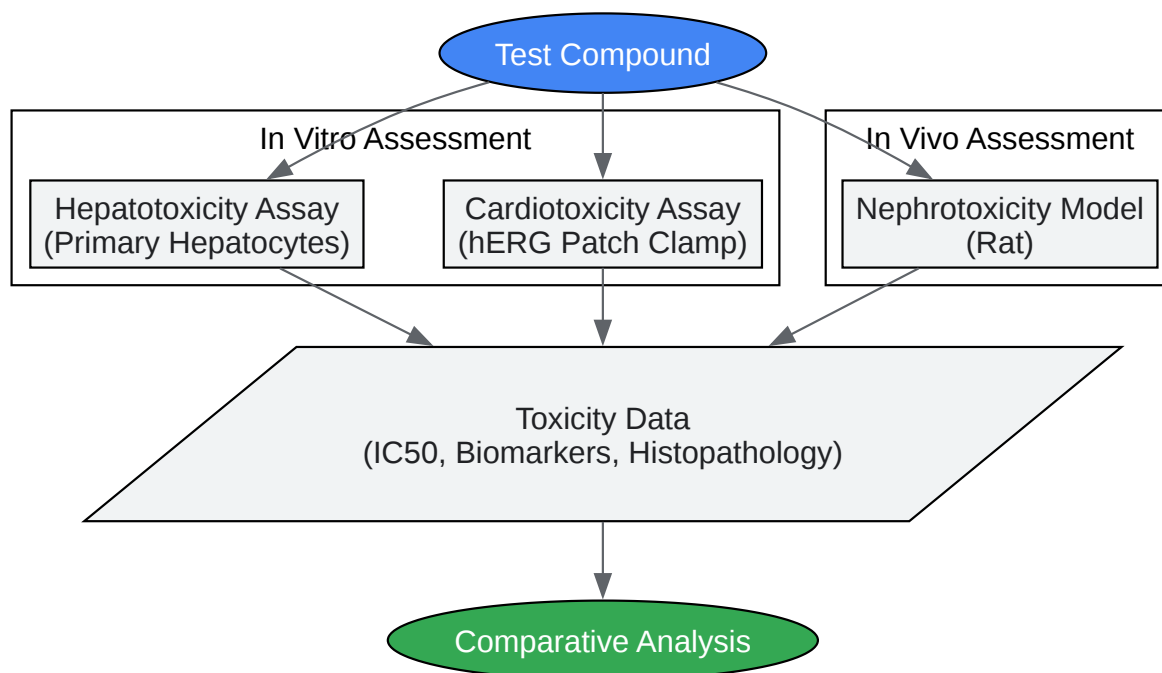 Test Compound
In Vitro Assessment
In Vivo Assessment
Hepatotoxicity Assay
(Primary Hepatocytes)
Cardiotoxicity Assay
(hERG Patch Clamp)
Nephrotoxicity Model
(Rat)
Toxicity Data
(IC50, Biomarkers, Histopathology)
Comparative Analysis